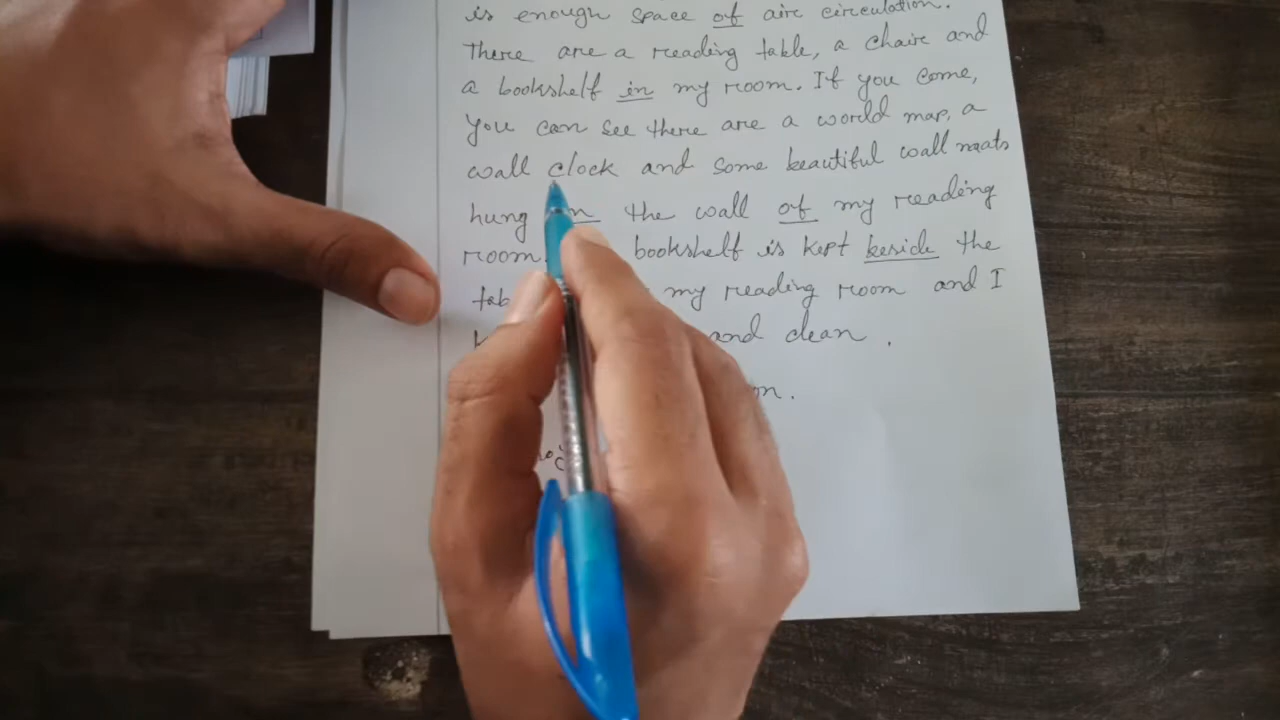 is enough space of air circulation.
There are a reading table, a chair and
a bookshelf in my room. If you come,
you can see there are a world map, a
wall clock and some beautiful wall mats
hung the wall of my reading
room. bookshelf is kept beside the
my reading room and I
and clean.